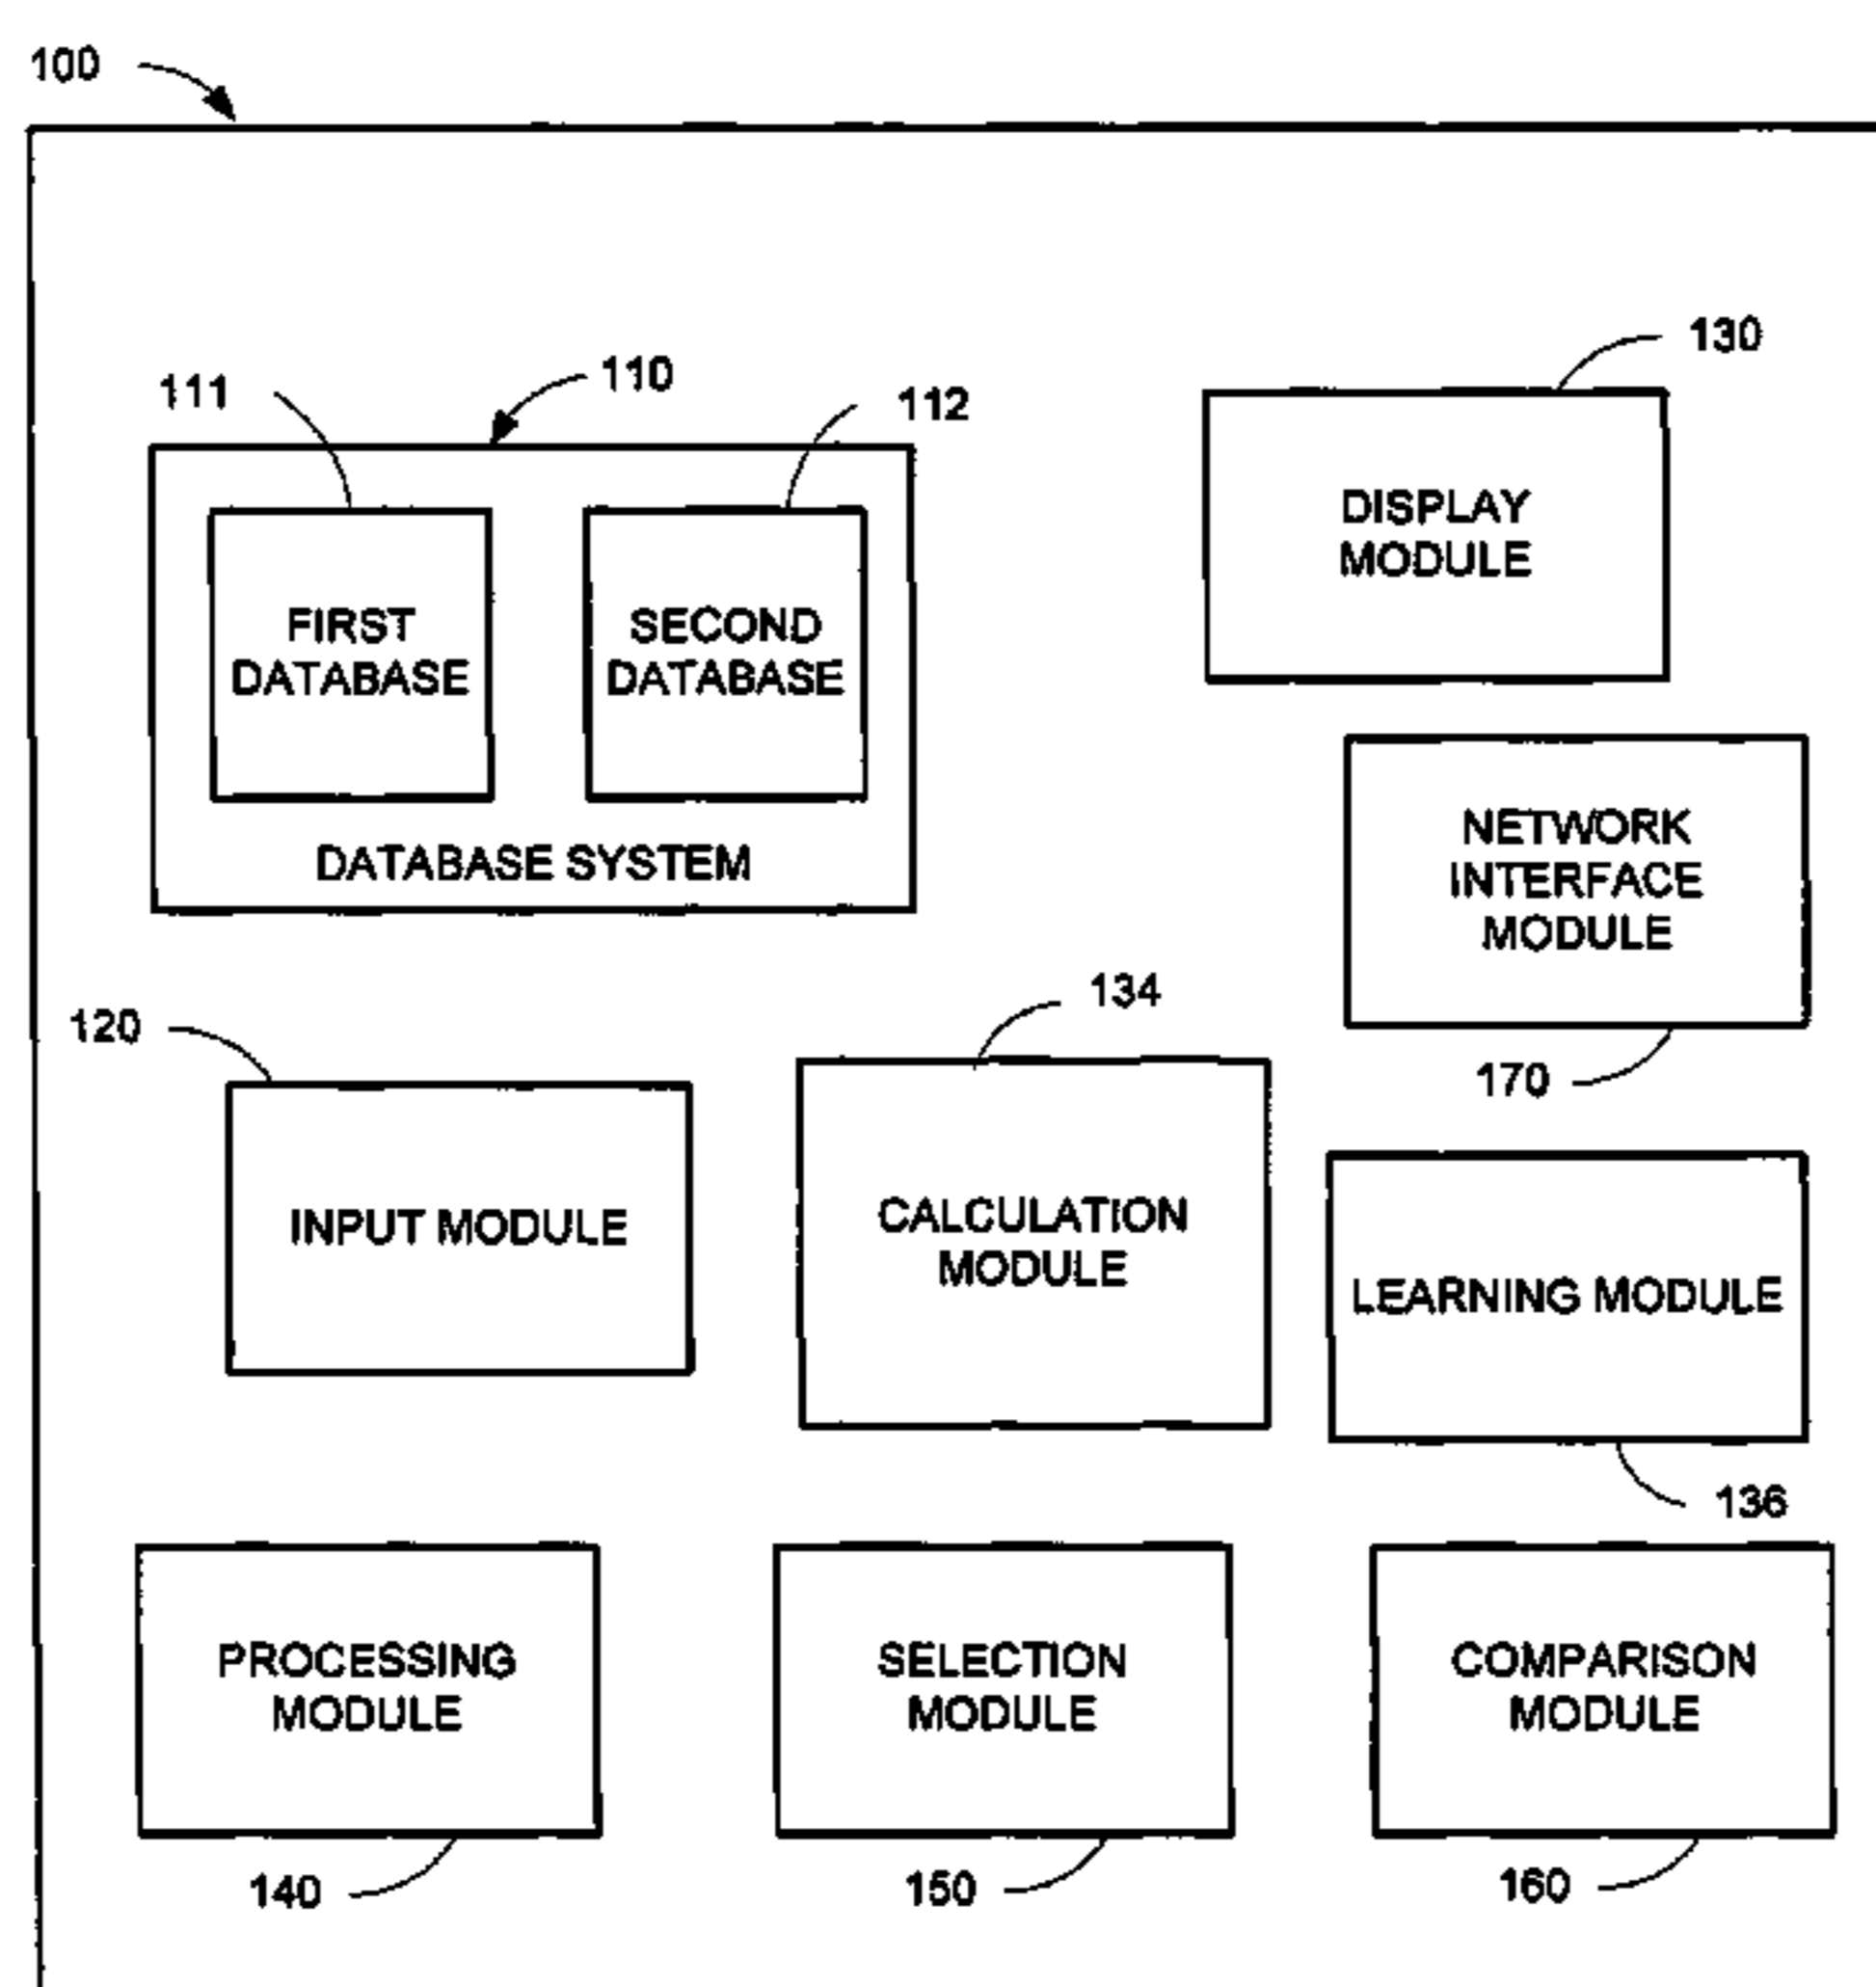 100
110
111
112
130
FIRST
DATABASE
SECOND
DATABASE
DATABASE SYSTEM
DISPLAY
MODULE
NETWORK
INTERFACE
MODULE
170
120
134
INPUT MODULE
CALCULATION
MODULE
LEARNING MODULE
136
PROCESSING
MODULE
SELECTION
MODULE
COMPARISON
MODULE
140
150
160